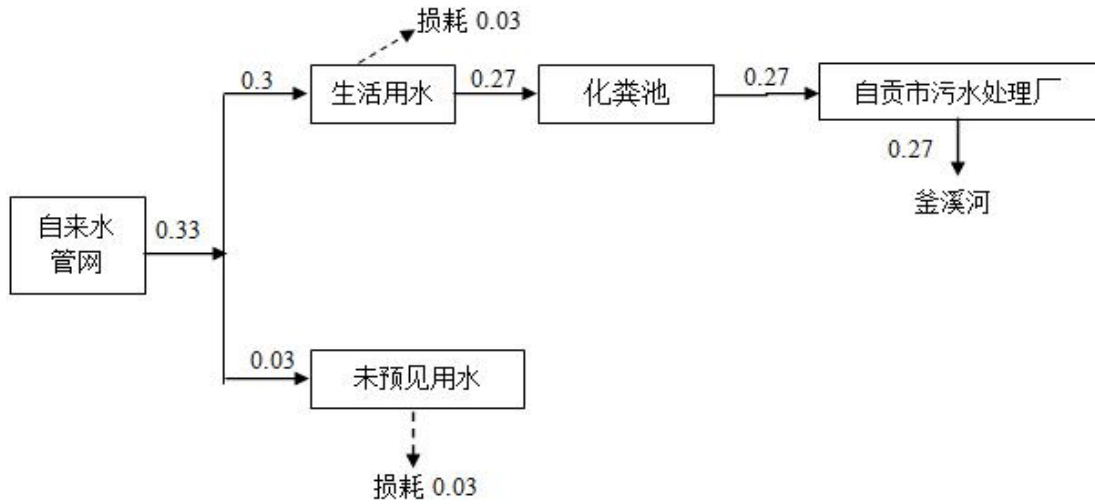 损耗 0.03
0.3
生活用水
0.27
化粪池
0.27
自贡市污水处理厂
0.27
釜溪河
自来水
管网
0.33
0.03
未预见用水
损耗 0.03